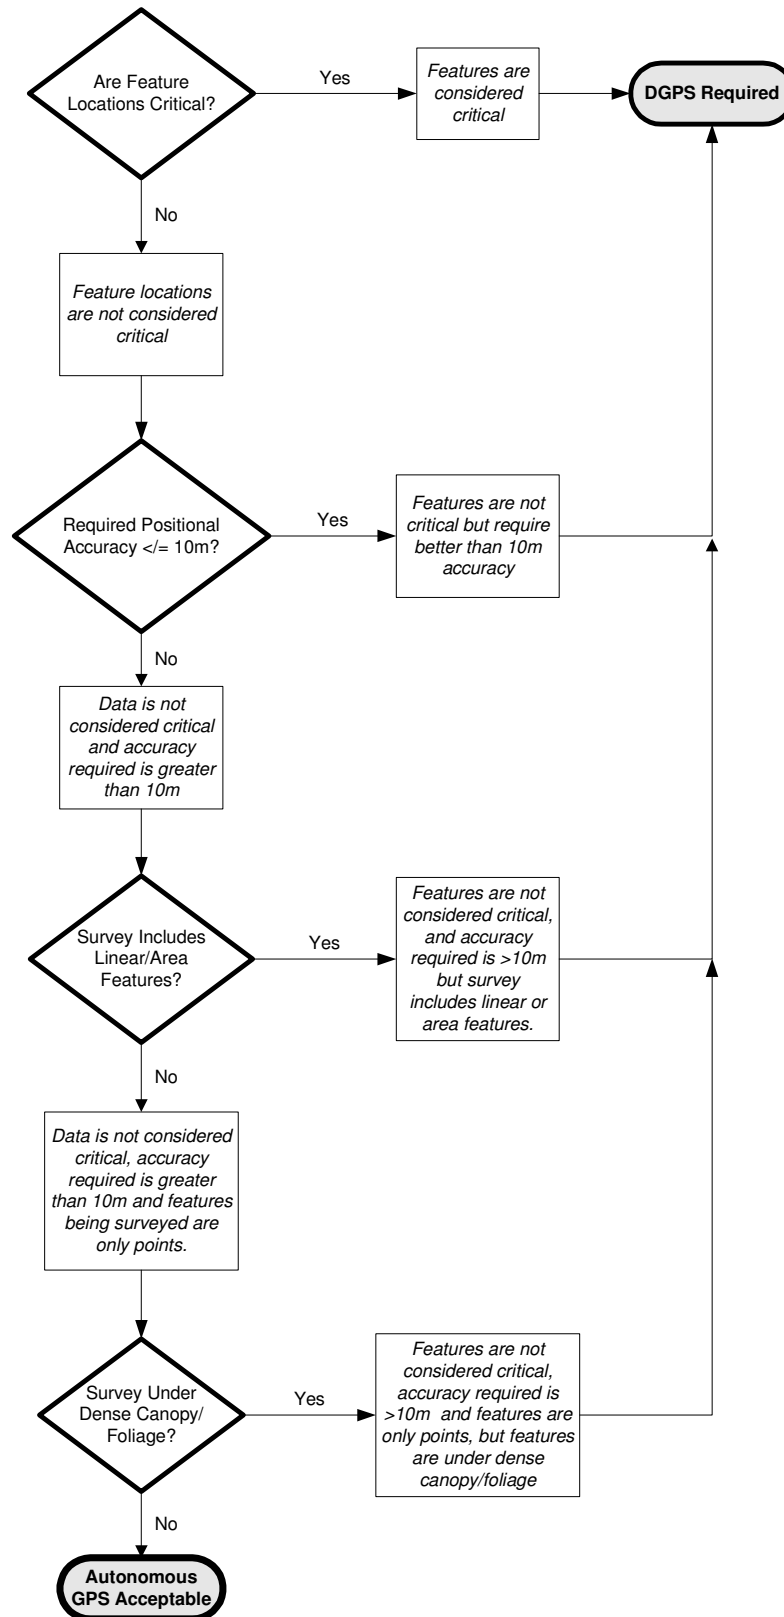 Are Feature
Locations Critical?
Yes
Features are
considered
critical
DGPS Required
No
Feature locations
are not considered
critical
Required Positional
Accuracy </= 10m?
Yes
Features are not
critical but require
better than 10m
accuracy
No
Data is not
considered critical
and accuracy
required is greater
than 10m
Survey Includes
Linear/Area
Features?
Yes
Features are not
considered critical,
and accuracy
required is >10m
but survey
includes linear or
area features.
No
Data is not considered
critical, accuracy
required is greater
than 10m and features
being surveyed are
only points.
Survey Under
Dense Canopy/
Foliage?
Yes
Features are not
considered critical,
accuracy required is
>10m and features are
only points, but features
are under dense
canopy/foliage
No
Autonomous
GPS Acceptable